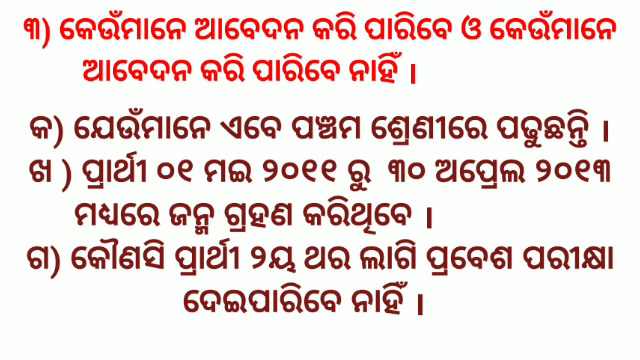 ୩) କେଉଁମାନେ ଆବେଦନ କରି ପାରିବେ ଓ କେଉଁମାନେ
ଆବେଦନ କରି ପାରିବେ ନାହିଁ ।
କ) ଯେଉଁମାନେ ଏବେ ପଞ୍ଚମ ଶ୍ରେଣୀରେ ପଢୁଛନ୍ତି ।
ଖ ) ପ୍ରାର୍ଥୀ ୦୧ ମଇ ୨୦୧୧ ରୁ ୩୦ ଅପ୍ରେଲ ୨୦୧୩
ମଧ୍ୟରେ ଜନ୍ମ ଗ୍ରହଣ କରିଥିବେ ।
ଗ) କୌଣସି ପ୍ରାର୍ଥୀ ୨ୟ ଥର ଲାଗି ପ୍ରବେଶ ପରୀକ୍ଷା
ଦେଇପାରିବେ ନାହିଁ ।